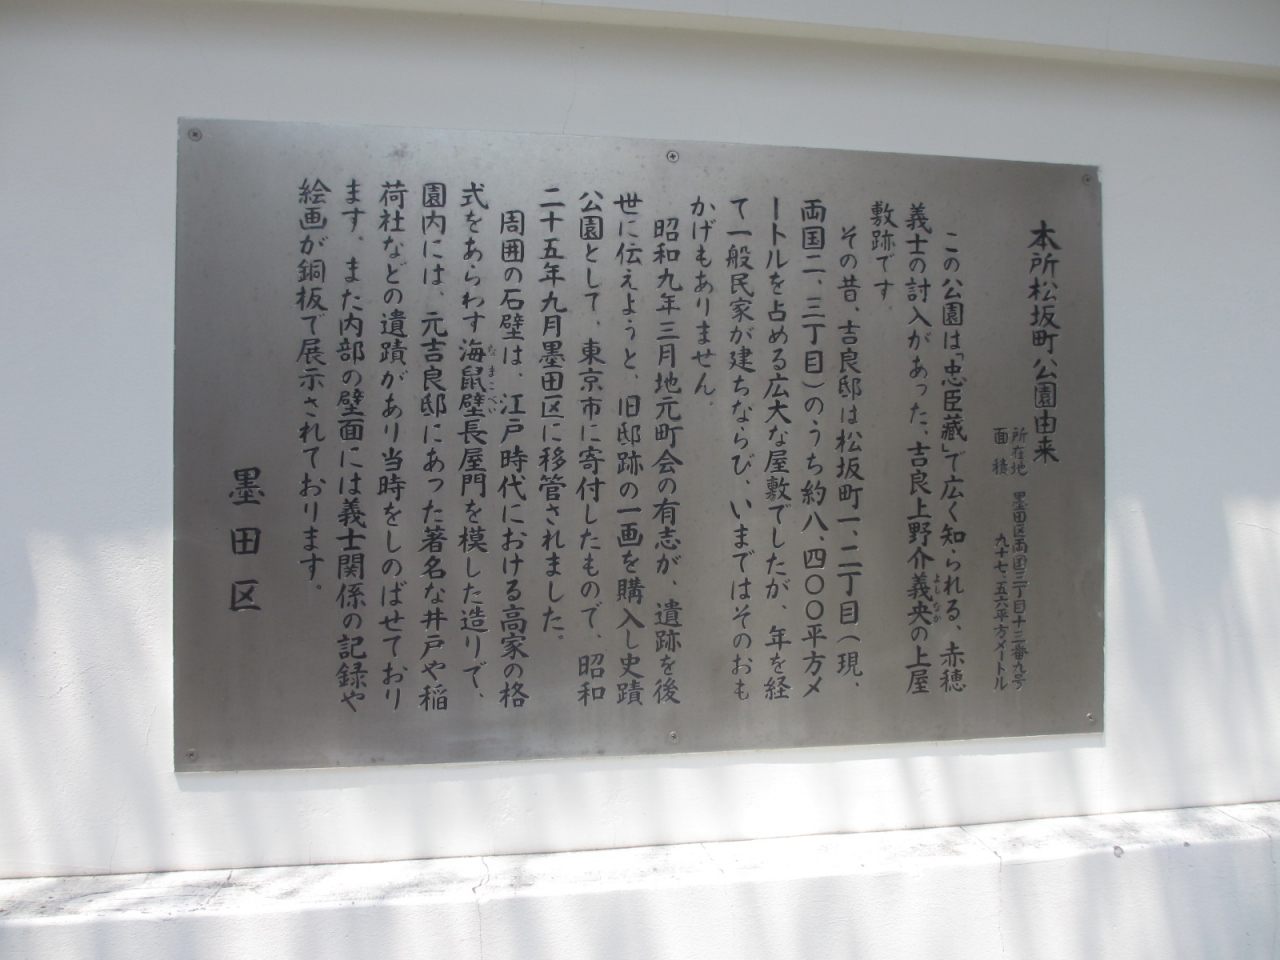 本所松坂町公園由来
所在地 墨田区両国三丁目十三番九号
面積 九十七、五六平方メートル
この公園は「忠臣蔵」で広く知られる、赤穂
義士の討入があった、吉良上野介義央の上屋
よしなか
敷跡です。
その昔、吉良邸は松坂町一、二丁目(現、
両国二、三丁目)のうち約八、四〇〇平方メ
ートルを占める広大な屋敷でしたが、年を経
て一般民家が建ちならび、いまではそのおも
かげもありません。
昭和九年三月地元町会の有志が、遺跡を後
世に伝えようと、旧邸跡の一画を購入し史蹟
公園として、東京市に寄付したもので、昭和
二十五年九月墨田区に移管されました。
周囲の石壁は、江戸時代における高家の格
式をあらわす海鼠壁長屋門を模した造りで、
なまこべい
園内には、元吉良邸にあった著名な井戸や稲
荷社などの遺蹟があり当時をしのばせており
ます。また内部の壁面には義士関係の記録や
絵画が銅板で展示されております。
墨田区